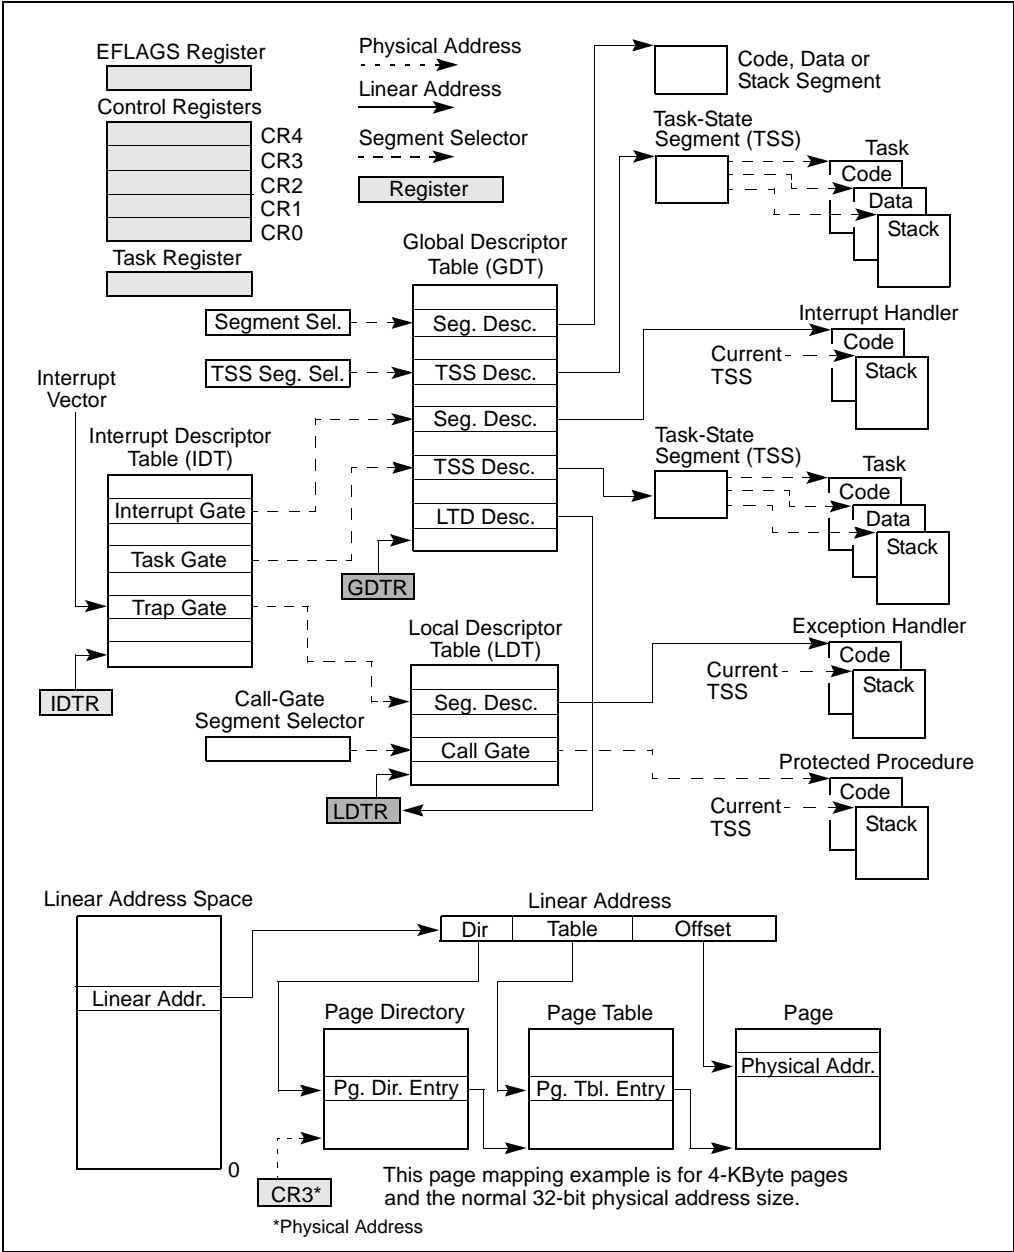 EFLAGS Register
Control Registers
CR4
CR3
CR2
CR1
CR0
Task Register
Physical Address
Linear Address
Segment Selector
Register
Code, Data or
Stack Segment
Task-State
Segment (TSS)
Task
Code
Data
Stack
Global Descriptor
Table (GDT)
Segment Sel.
Seg. Desc.
TSS Seg. Sel.
TSS Desc.
Seg. Desc.
TSS Desc.
LTD Desc.
GDTR
Interrupt Handler
Code
Stack
Current
TSS
Interrupt
Vector
Interrupt Descriptor
Table (IDT)
Interrupt Gate
Task Gate
Trap Gate
IDTR
Task-State
Segment (TSS)
Task
Code
Data
Stack
Local Descriptor
Table (LDT)
Seg. Desc.
Call Gate
Call-Gate
Segment Selector
LDTR
Exception Handler
Code
Stack
Current
TSS
Protected Procedure
Code
Stack
Current
TSS
Linear Address Space
Linear Addr.
0
Linear Address
Dir
Table
Offset
Page Directory
Pg. Dir. Entry
Page Table
Pg. Tbl. Entry
Page
Physical Addr.
CR3*
*Physical Address
This page mapping example is for 4-KByte pages
and the normal 32-bit physical address size.